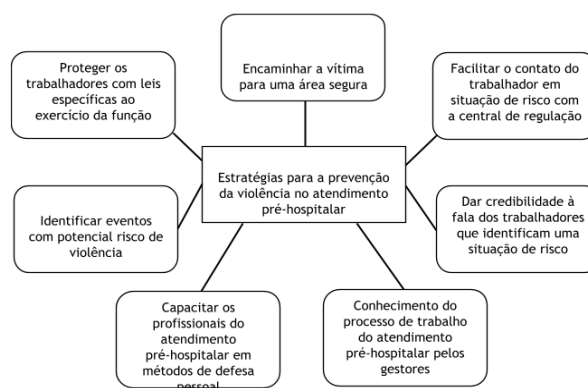 Encaminhar a vítima
para uma área segura
Proteger os
trabalhadores com leis
específicas ao
exercício da função
Facilitar o contato do
trabalhador em
situação de risco com
a central de regulação
Estratégias para a prevenção
da violência no atendimento
pré-hospitalar
Identificar eventos
com potencial risco de
violência
Dar credibilidade à
fala dos trabalhadores
que identificam uma
situação de risco
Capacitar os
profissionais do
atendimento
pré-hospitalar em
métodos de defesa
pessoal
Conhecimento do
processo de trabalho
do atendimento
pré-hospitalar pelos
gestores